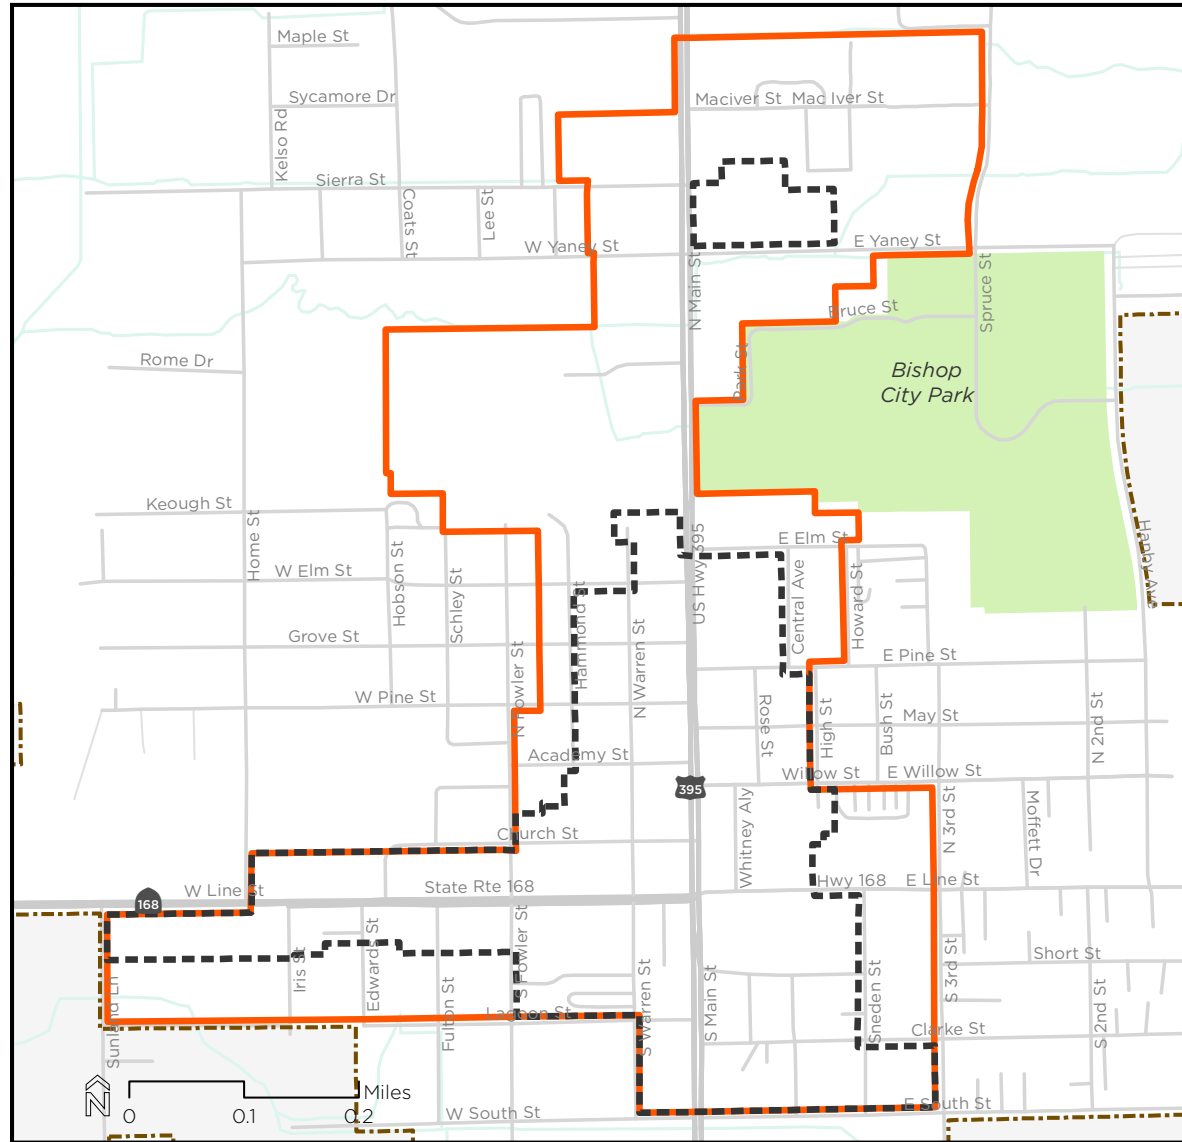 Maple St
Sycamore Dr
Kelso Rd
Maciver St
Mac Iver St
Sierra St
Coats St
Lee St
W Yaney St
E Yaney St
N Main St
Spruce St
Bruce St
Park St
Rome Dr
Bishop
City Park
Keough St
Home St
Hobson St
Schley St
W Elm St
E Elm St
US Hwy 395
Central Ave
Howard St
Hanby Ave
Hammond St
N Warren St
N Fowler St
Grove St
E Pine St
W Pine St
Rose St
High St
Bush St
May St
N 2nd St
Academy St
Willow St
E Willow St
395
Whitney Aly
N 3rd St
Moffett Dr
Church St
W Line St
State Rte 168
Hwy 168
E Line St
168
Iris St
Edwards St
Fulton St
S Fowler St
S Warren St
S Main St
Sneden St
S 3rd St
Short St
S 2nd St
Sunland Ln
Lagoon St
Clarke St
W South St
E South St
N
Miles
0
0.1
0.2